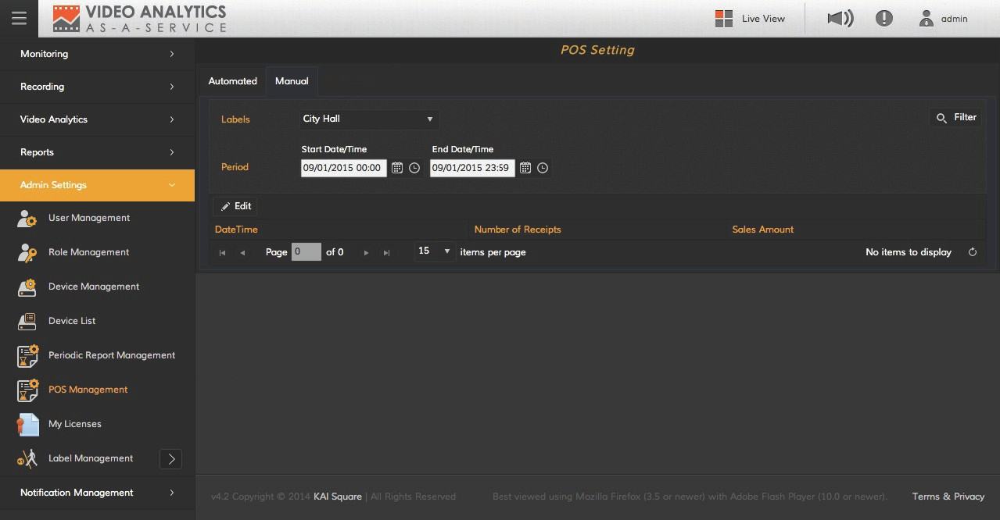 VIDEO ANALYTICS
AS-A-SERVICE
Live View
admin
Monitoring
Recording
Video Analytics
Reports
Admin Settings
User Management
Role Management
Device Management
Device List
Periodic Report Management
POS Management
My Licenses
Label Management
Notification Management
POS Setting
Automated Manual
Labels City Hall Filter
Start Date/Time End Date/Time
Period 09/01/2015 00:00 09/01/2015 23:59
Edit
DateTime Number of Receipts Sales Amount
Page 0 of 0 15 items per page No items to display
v4.2 Copyright © 2014 KAI Square | All Rights Reserved Best viewed using Mozilla Firefox (3.5 or newer) with Adobe Flash Player (10.0 or newer). Terms & Privacy